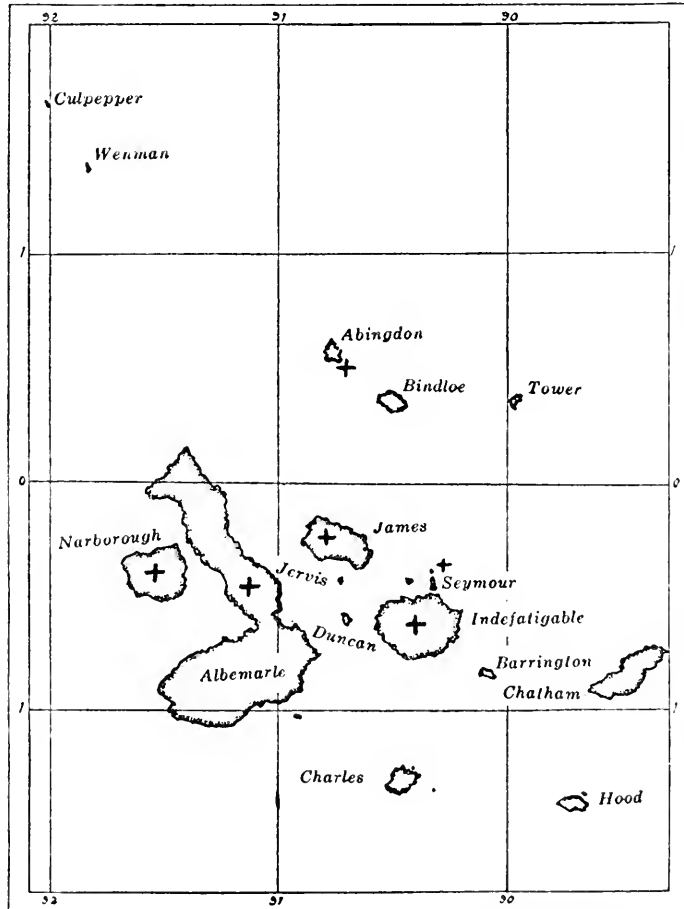 92 91 90
Culpepper
Wenman
1 1
Abingdon
Bindloe Tower
0 0
James
Narborough
Jervis
Seymour
Duncan Indefatigable
Albemarle
Barrington
Chatham
1 1
Charles
Hood
92 91 90